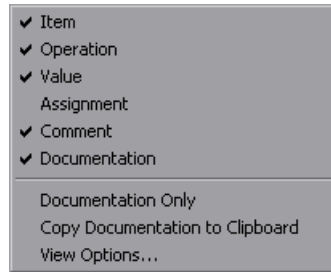 Item
Operation
Value
Assignment
Comment
Documentation
Documentation Only
Copy Documentation to Clipboard
View Options...